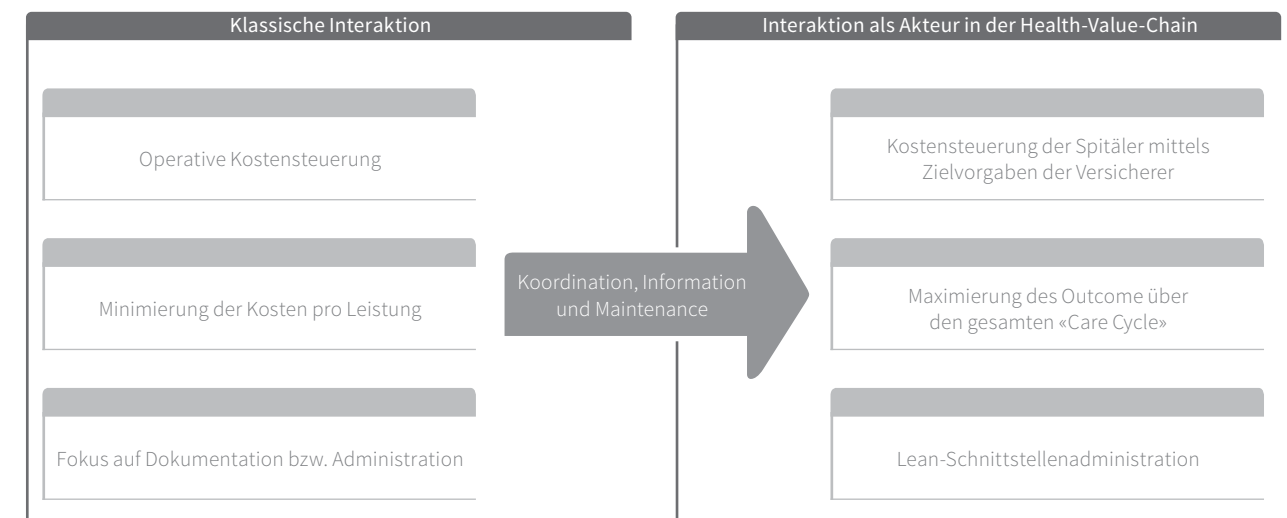 Klassische Interaktion
Operative Kostensteuerung
Minimierung der Kosten pro Leistung
Fokus auf Dokumentation bzw. Administration
Koordination, Information
und Maintenance
Interaktion als Akteur in der Health-Value-Chain
Kostensteuerung der Spitäler mittels
Zielvorgaben der Versicherer
Maximierung des Outcome über
den gesamten «Care Cycle»
Lean-Schnittstellenadministration